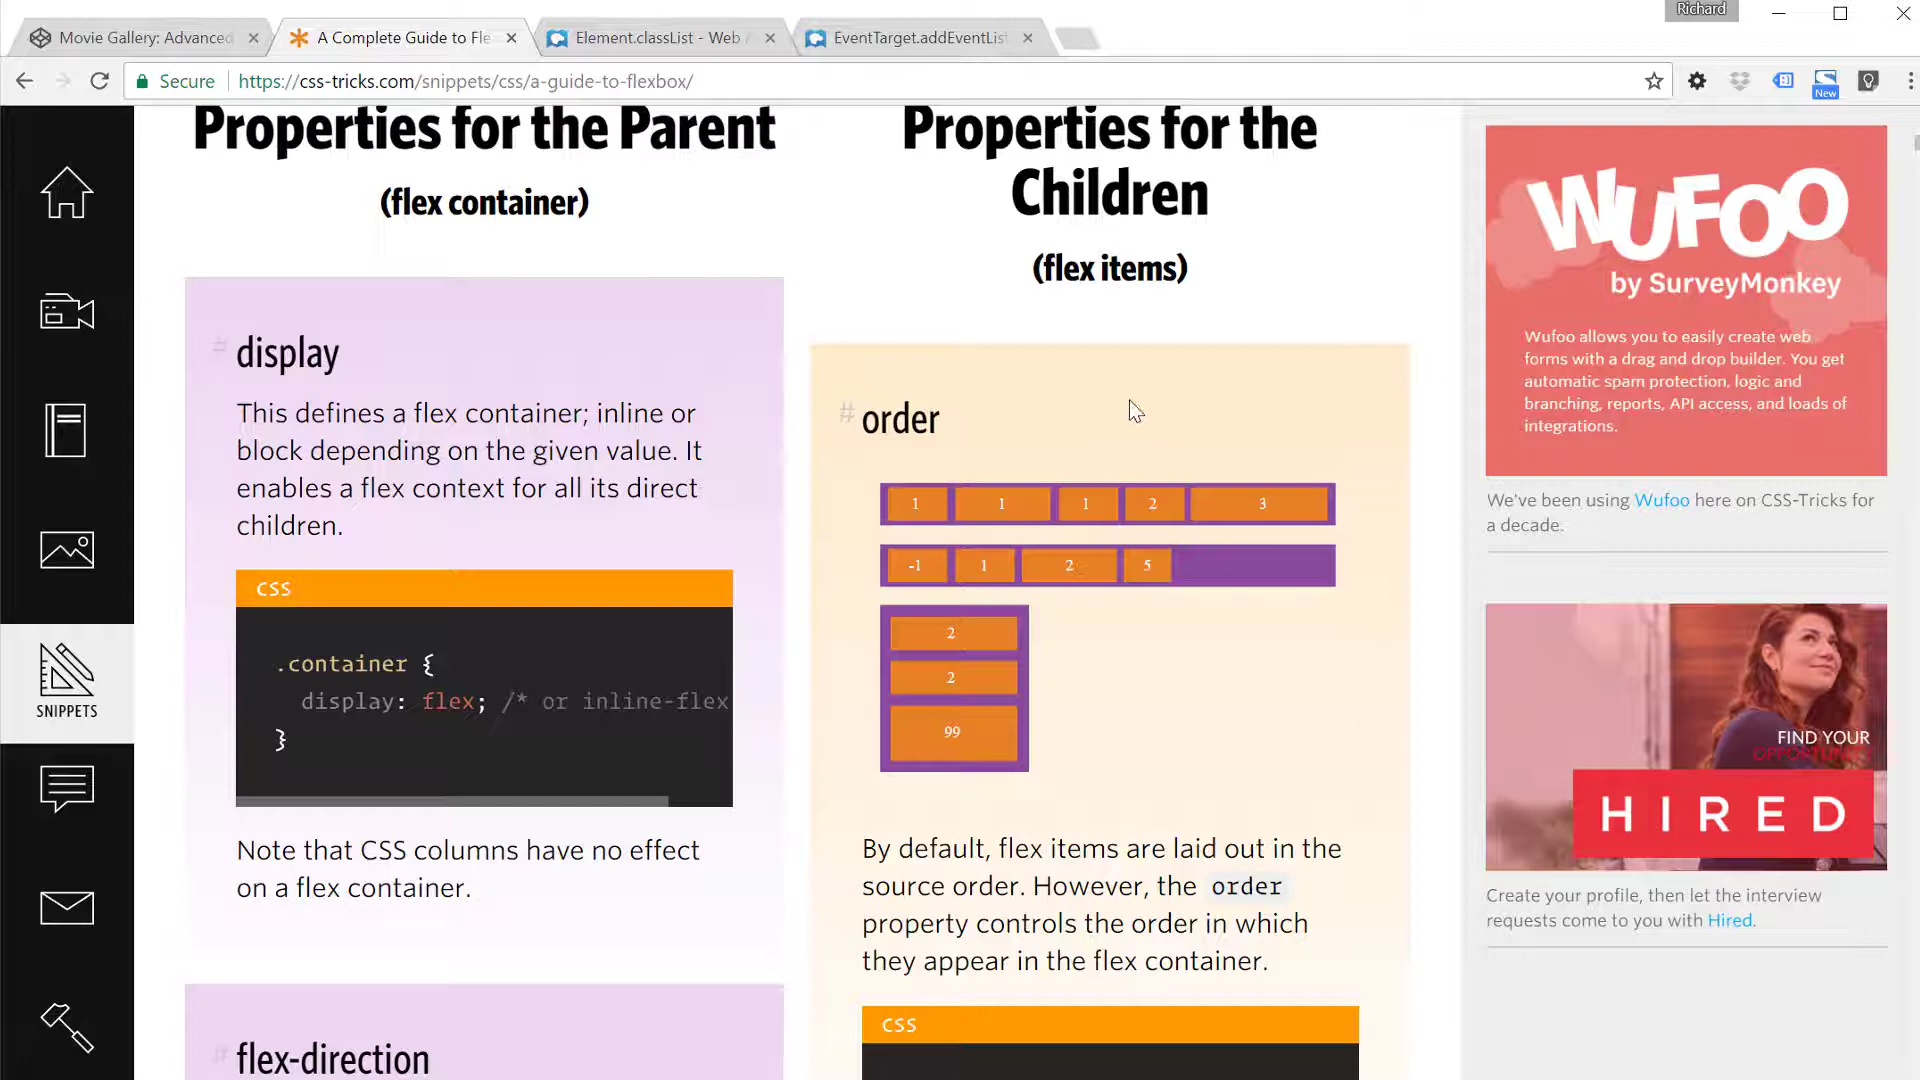 Richard
Movie Gallery: Advanced
A Complete Guide to Fle
Element.classList - Web
EventTarget.addEventLis
Secure
https://css-tricks.com/snippets/css/a-guide-to-flexbox/
New
Properties for the Parent
(flex container)
# display
This defines a flex container; inline or
block depending on the given value. It
enables a flex context for all its direct
children.
CSS
.container {
display: flex; /* or inline-flex
}
Note that CSS columns have no effect
on a flex container.
# flex-direction
Properties for the
Children
(flex items)
# order
1 1 1 2 3
-1 1 2 5
2
2
99
By default, flex items are laid out in the
source order. However, the order
property controls the order in which
they appear in the flex container.
CSS
SNIPPETS
WUFOO
by SurveyMonkey
Wufoo allows you to easily create web
forms with a drag and drop builder. You get
automatic spam protection, logic and
branching, reports, API access, and loads of
integrations.
We've been using Wufoo here on CSS-Tricks for
a decade.
FIND YOUR
OPPORTUNITY
HIRED
Create your profile, then let the interview
requests come to you with Hired.